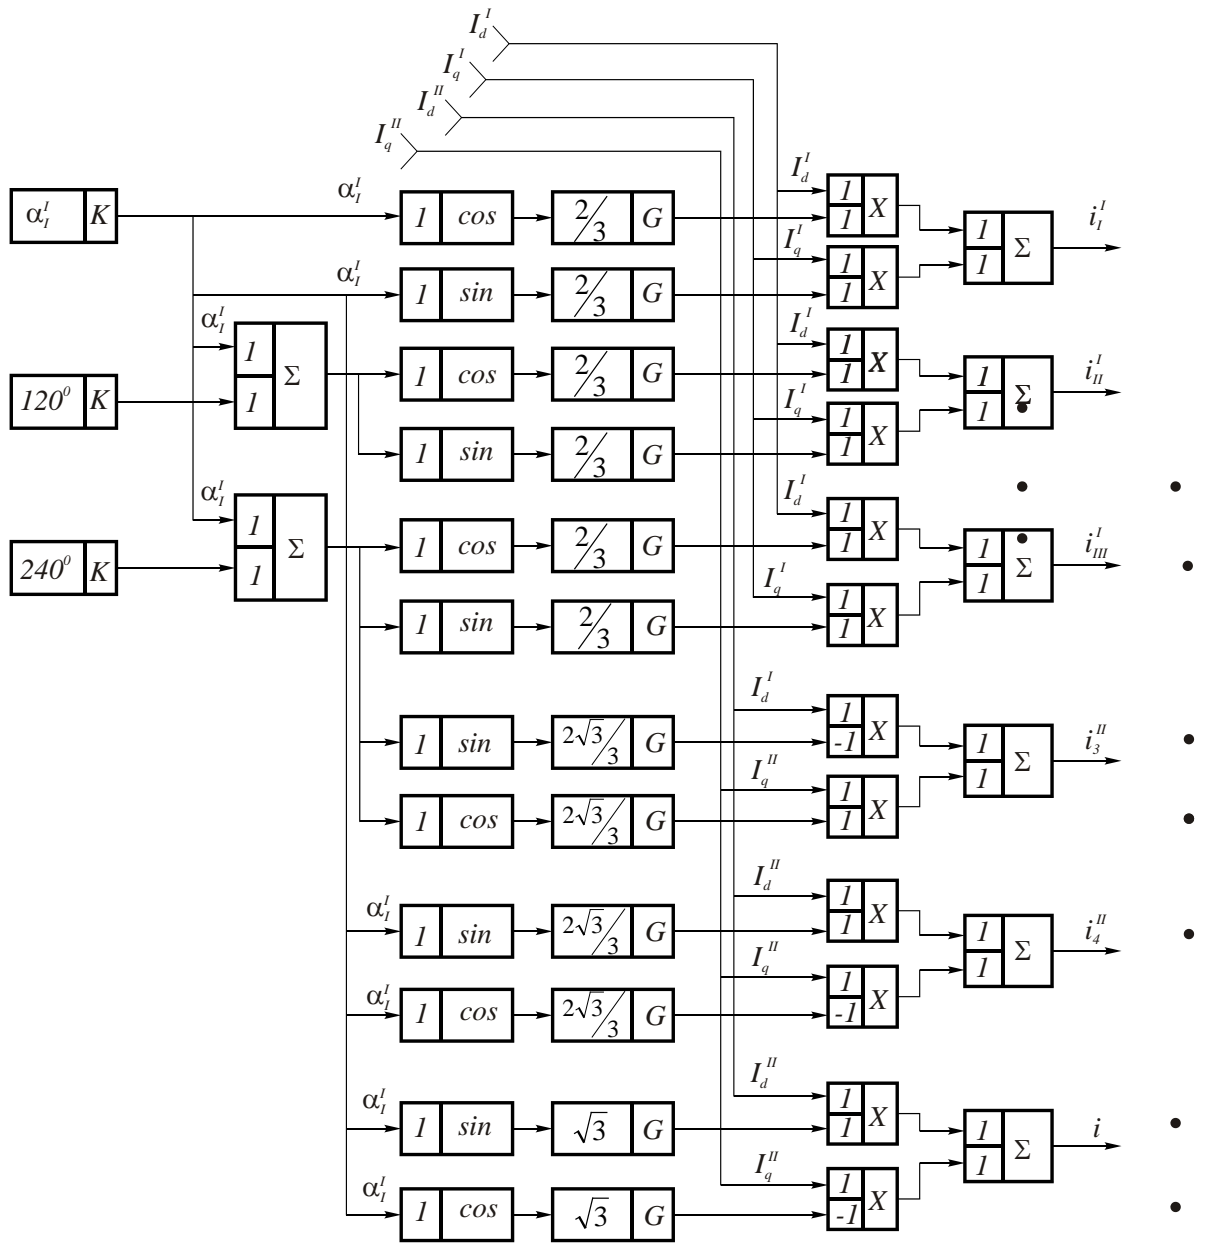 I_d^I
I_q^I
I_d^II
I_q^II
α_I^I K
α_I^I
1 cos
2/3 G
I_d^I
1 1 X
1 1 Σ
i_I^I
α_I^I
1 sin
2/3 G
I_q^I
1 1 X
α_I^I
1 1 Σ
120^0 K
1 cos
2/3 G
I_d^I
1 1 X
1 1 Σ
i_II^I
1 sin
2/3 G
I_q^I
1 1 X
α_I^I
1 1 Σ
240^0 K
1 cos
2/3 G
I_d^I
1 1 X
1 1 Σ
i_III^I
1 sin
2/3 G
I_q^I
1 1 X
1 sin
2√3/3 G
I_d^I
1 -1 X
1 1 Σ
i_3^II
1 cos
2√3/3 G
I_q^II
1 1 X
α_I^I
1 sin
2√3/3 G
I_d^II
1 1 X
1 1 Σ
i_4^II
α_I^I
1 cos
2√3/3 G
I_q^II
1 -1 X
α_I^I
1 sin
√3 G
I_d^II
1 1 X
1 1 Σ
i
α_I^I
1 cos
√3 G
I_q^II
1 -1 X